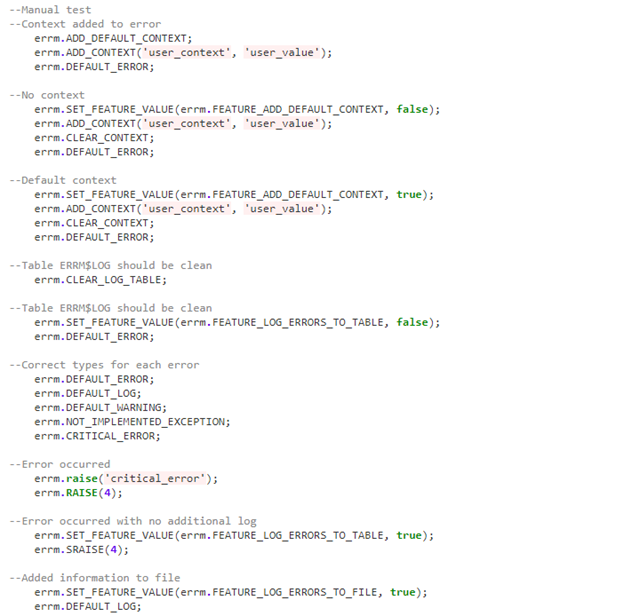 --Manual test
--Context added to error
errm.ADD_DEFAULT_CONTEXT;
errm.ADD_CONTEXT('user_context', 'user_value');
errm.DEFAULT_ERROR;
--No context
errm.SET_FEATURE_VALUE(errm.FEATURE_ADD_DEFAULT_CONTEXT, false);
errm.ADD_CONTEXT('user_context', 'user_value');
errm.CLEAR_CONTEXT;
errm.DEFAULT_ERROR;
--Default context
errm.SET_FEATURE_VALUE(errm.FEATURE_ADD_DEFAULT_CONTEXT, true);
errm.ADD_CONTEXT('user_context', 'user_value');
errm.CLEAR_CONTEXT;
errm.DEFAULT_ERROR;
--Table ERRM$LOG should be clean
errm.CLEAR_LOG_TABLE;
--Table ERRM$LOG should be clean
errm.SET_FEATURE_VALUE(errm.FEATURE_LOG_ERRORS_TO_TABLE, false);
errm.DEFAULT_ERROR;
--Correct types for each error
errm.DEFAULT_ERROR;
errm.DEFAULT_LOG;
errm.DEFAULT_WARNING;
errm.NOT_IMPLEMENTED_EXCEPTION;
errm.CRITICAL_ERROR;
--Error occurred
errm.raise('critical_error');
errm.RAISE(4);
--Error occurred with no additional log
errm.SET_FEATURE_VALUE(errm.FEATURE_LOG_ERRORS_TO_TABLE, true);
errm.SRAISE(4);
--Added information to file
errm.SET_FEATURE_VALUE(errm.FEATURE_LOG_ERRORS_TO_FILE, true);
errm.DEFAULT_LOG;